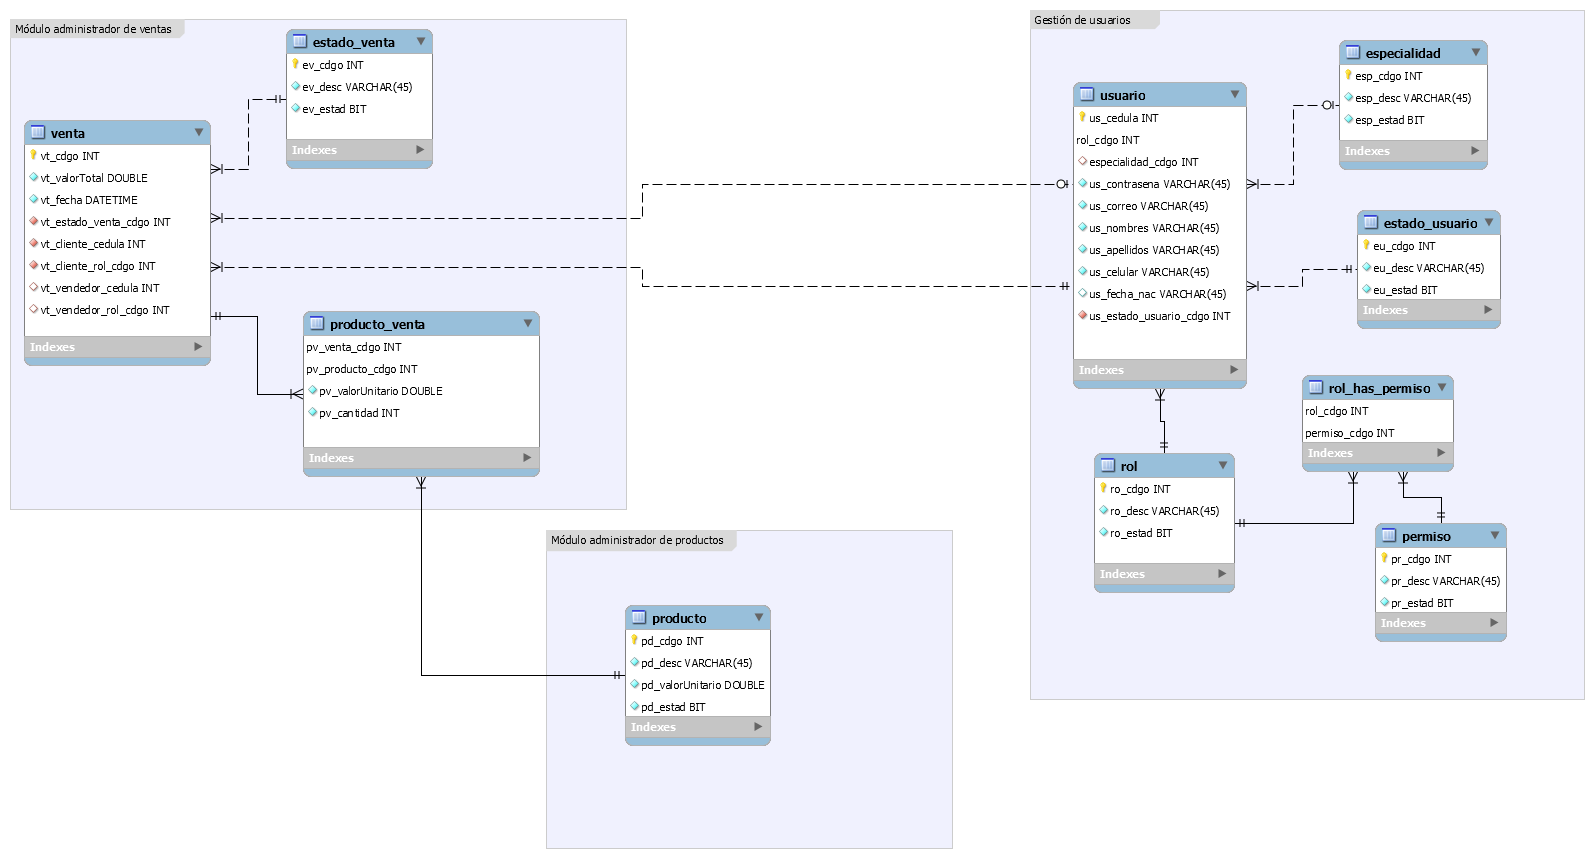 Módulo administrador de ventas
estado_venta
ev_cdgo INT
ev_desc VARCHAR(45)
ev_estad BIT
Indexes
venta
vt_cdgo INT
vt_valorTotal DOUBLE
vt_fecha DATETIME
vt_estado_venta_cdgo INT
vt_cliente_cedula INT
vt_cliente_rol_cdgo INT
vt_vendedor_cedula INT
vt_vendedor_rol_cdgo INT
Indexes
producto_venta
pv_venta_cdgo INT
pv_producto_cdgo INT
pv_valorUnitario DOUBLE
pv_cantidad INT
Indexes
Módulo administrador de productos
producto
pd_cdgo INT
pd_desc VARCHAR(45)
pd_valorUnitario DOUBLE
pd_estad BIT
Indexes
Gestión de usuarios
usuario
us_cedula INT
rol_cdgo INT
especialidad_cdgo INT
us_contrasena VARCHAR(45)
us_correo VARCHAR(45)
us_nombres VARCHAR(45)
us_apellidos VARCHAR(45)
us_celular VARCHAR(45)
us_fecha_nac VARCHAR(45)
us_estado_usuario_cdgo INT
Indexes
especialidad
esp_cdgo INT
esp_desc VARCHAR(45)
esp_estad BIT
Indexes
estado_usuario
eu_cdgo INT
eu_desc VARCHAR(45)
eu_estad BIT
Indexes
rol_has_permiso
rol_cdgo INT
permiso_cdgo INT
Indexes
rol
ro_cdgo INT
ro_desc VARCHAR(45)
ro_estad BIT
Indexes
permiso
pr_cdgo INT
pr_desc VARCHAR(45)
pr_estad BIT
Indexes